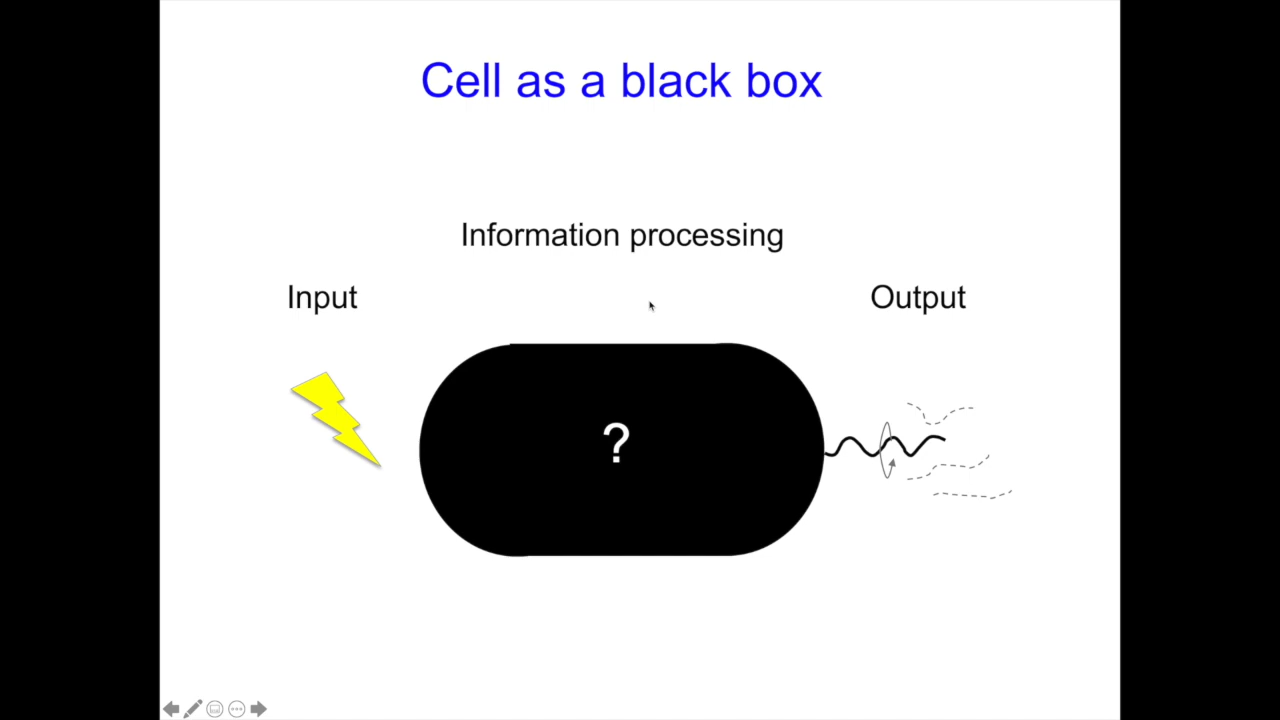 Cell as a black box
Information processing
Input
Output
?